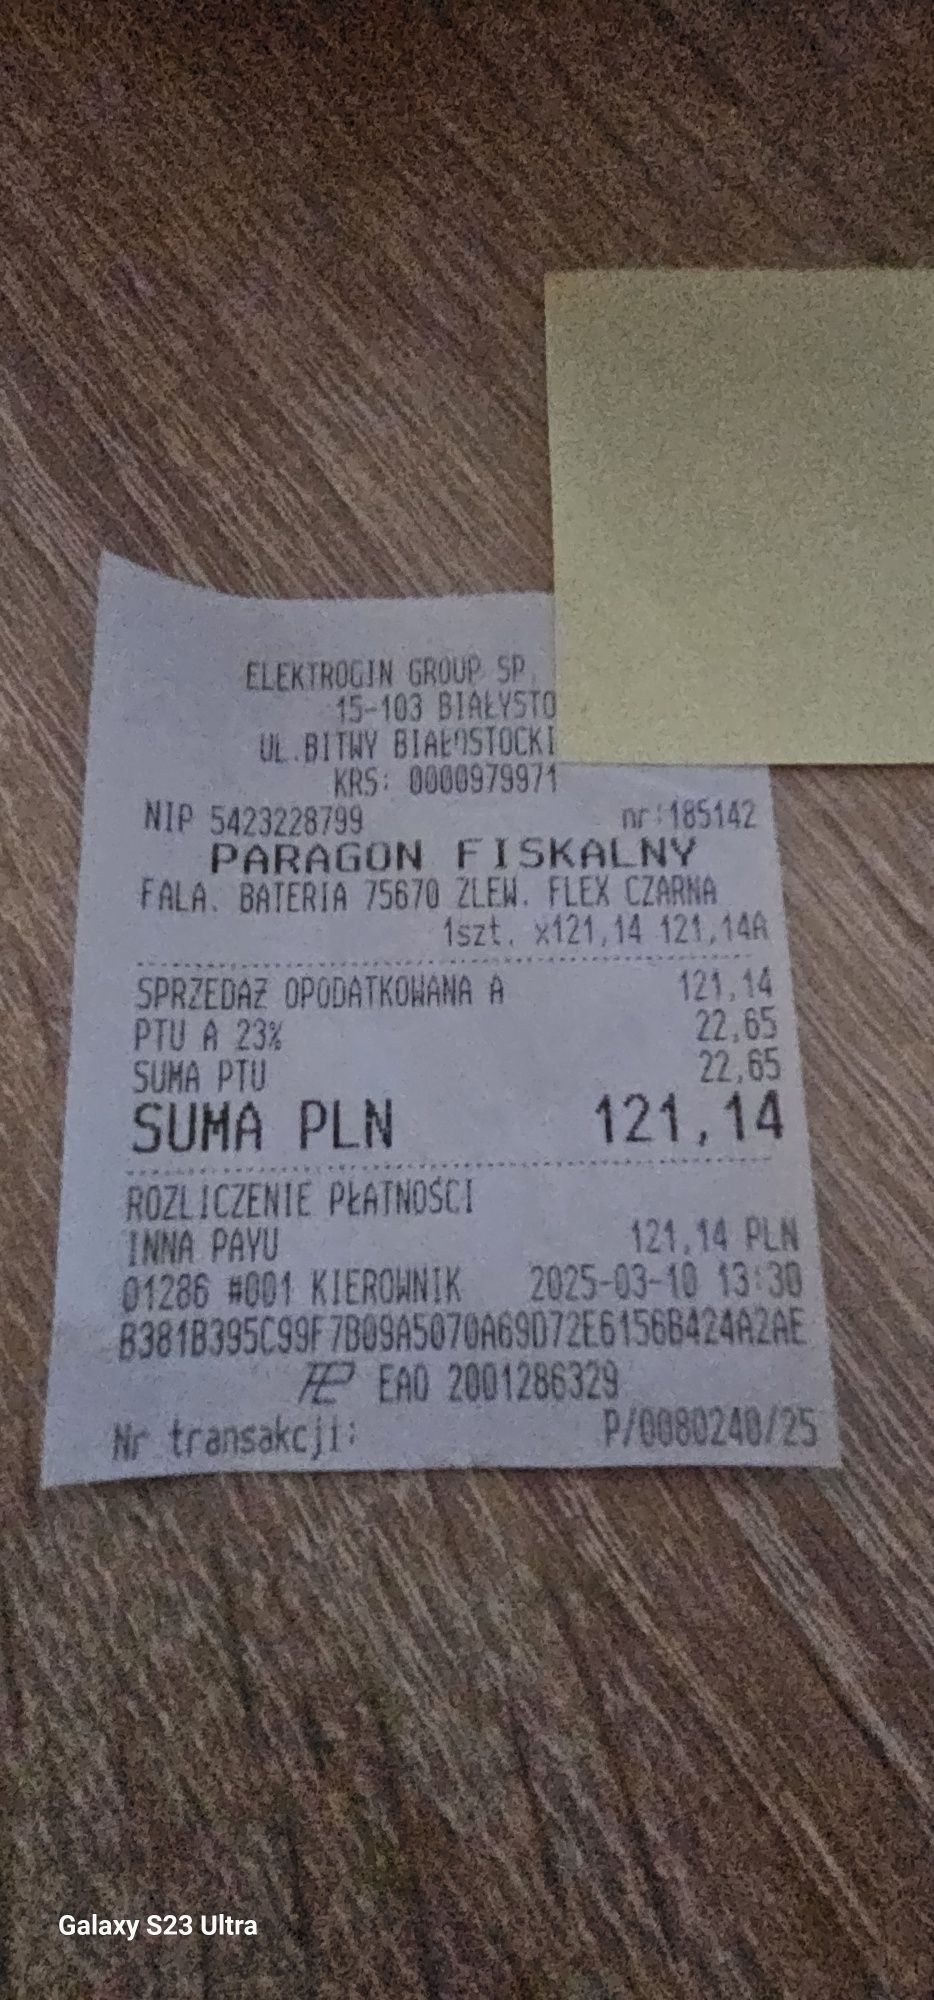 ELEKTROGIN GROUP SP.
15-103 BIAŁYSTO
UL.BITWY BIAŁOSTOCKI
KRS: 0000979971
NIP 5423228799 nr:185142
PARAGON FISKALNY
FALA. BATERIA 75670 ZLEW. FLEX CZARNA
1szt. x121,14 121,14A
SPRZEDAŻ OPODATKOWANA A 121,14
PTU A 23% 22,65
SUMA PTU 22,65
SUMA PLN 121,14
ROZLICZENIE PŁATNOŚCI
INNA PAYU 121,14 PLN
01286 #001 KIEROWNIK 2025-03-10 13:30
B381B395C99F7B09A5070A69D72E6156B424A2AE
EAO 2001286329
Nr transakcji: P/0080240/25
Galaxy S23 Ultra